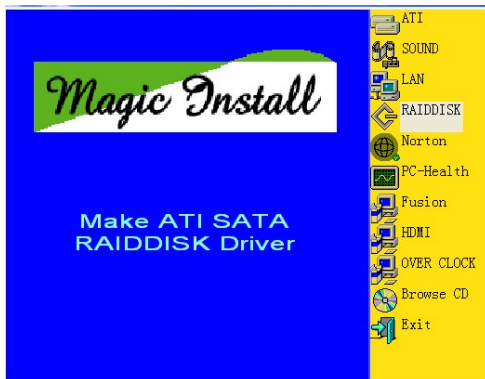 Magic Install
Make ATI SATA
RAIDDISK Driver
ATI
SOUND
LAN
RAIDDISK
Norton
PC-Health
Fusion
HDMI
OVER CLOCK
Browse CD
Exit